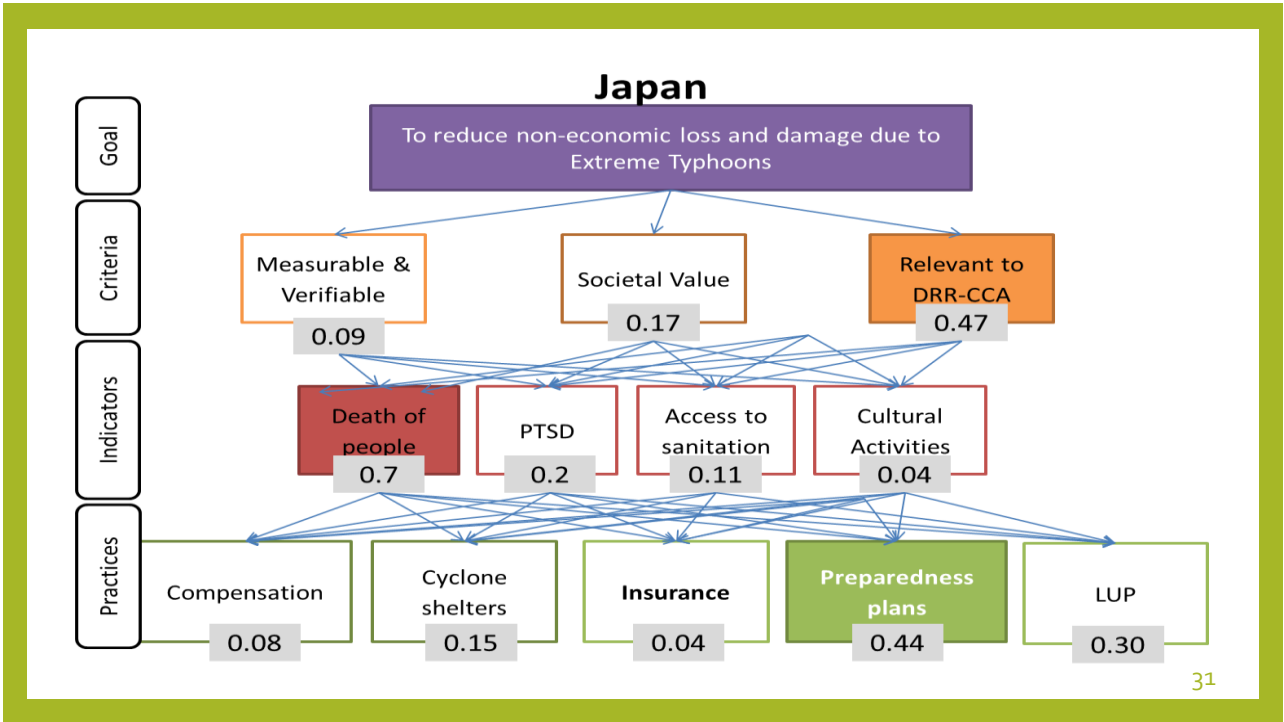 Japan
Goal
To reduce non-economic loss and damage due to
Extreme Typhoons
Criteria
Measurable &
Verifiable
0.09
Societal Value
0.17
Relevant to
DRR-CCA
0.47
Indicators
Death of
people
0.7
PTSD
0.2
Access to
sanitation
0.11
Cultural
Activities
0.04
Practices
Compensation
0.08
Cyclone
shelters
0.15
Insurance
0.04
Preparedness
plans
0.44
LUP
0.30
31